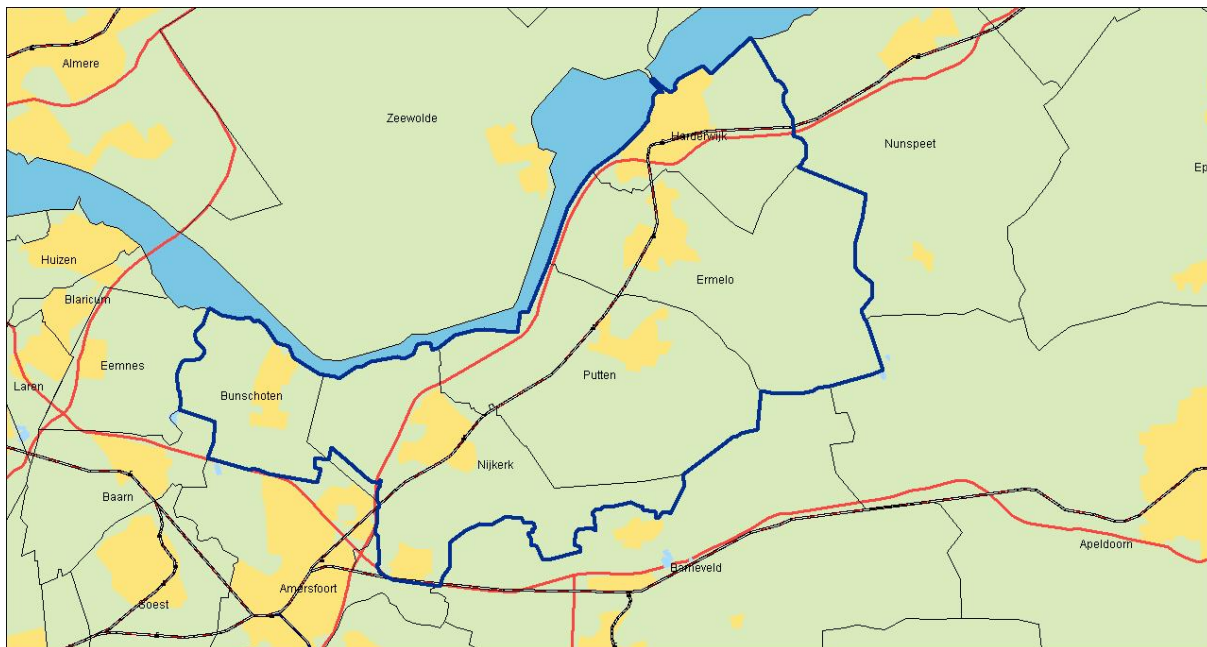 Almere
Zeewolde
Harderwijk
Nunspeet
Ep
Huizen
Blaricum
Ermelo
Eemnes
Laren
Bunschoten
Putten
Nijkerk
Baarn
Apeldoorn
Barneveld
Amersfoort
Soest